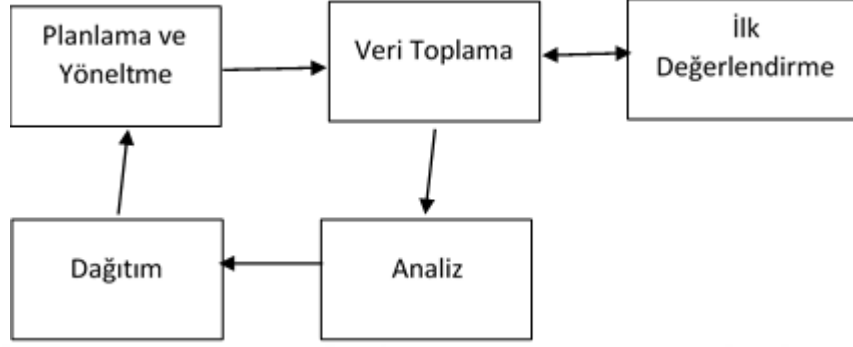 Planlama ve
Yöneltme
Veri Toplama
İlk
Değerlendirme
Dağıtım
Analiz